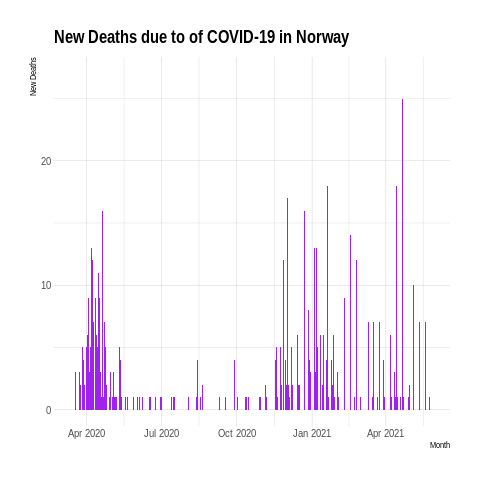 New Deaths due to of COVID-19 in Norway
New Deaths
20
10
0
Apr 2020 Jul 2020 Oct 2020 Jan 2021 Apr 2021
Month